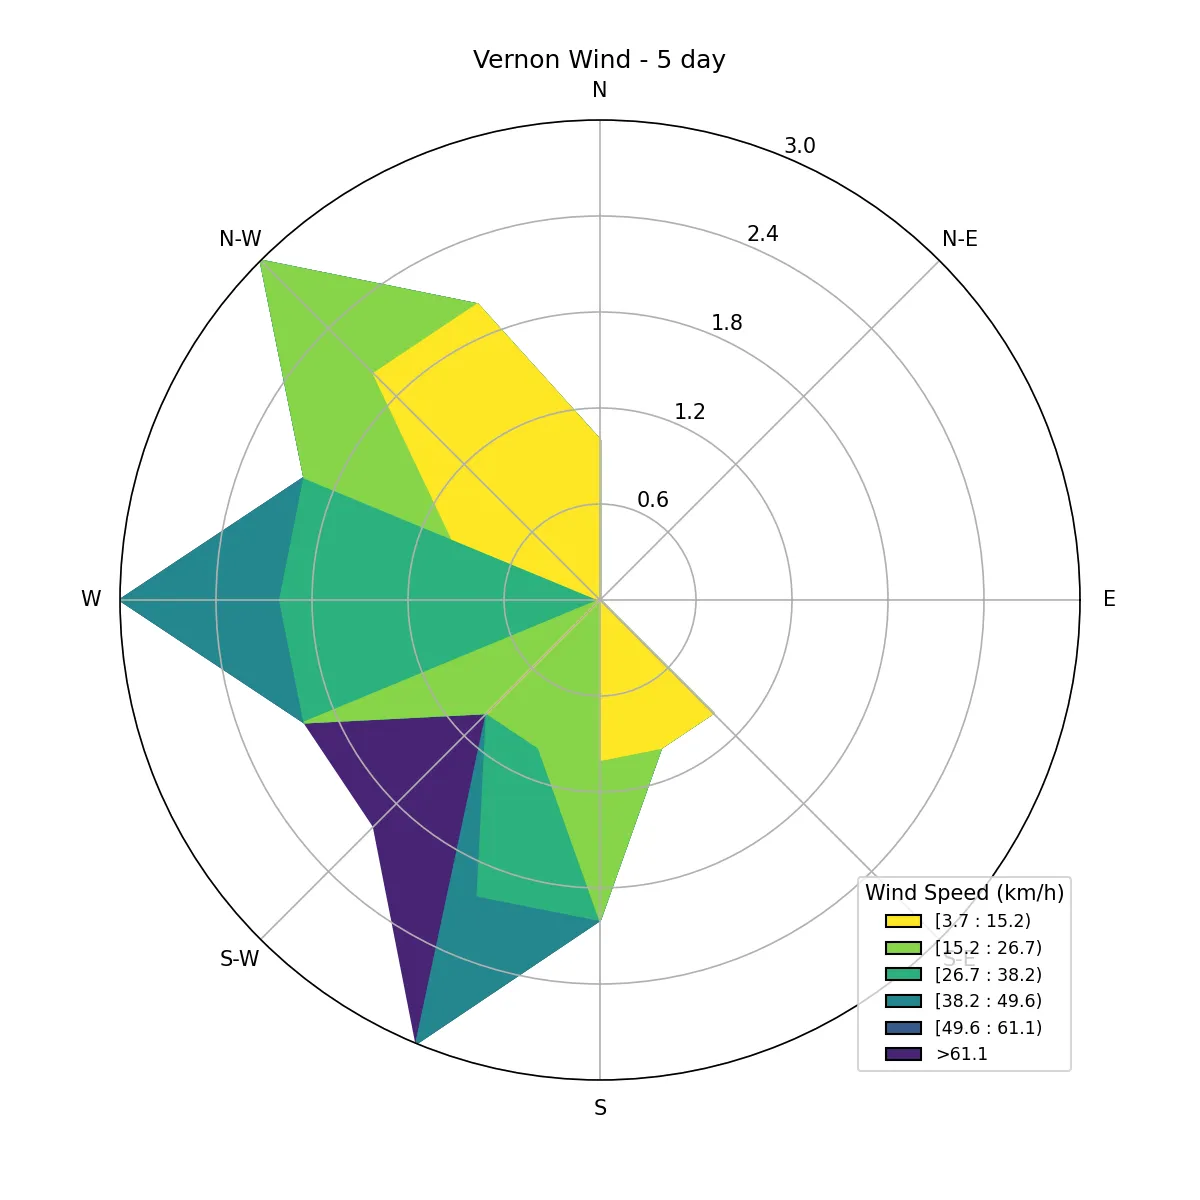 Vernon Wind - 5 day
N
3.0
N-W
2.4
N-E
1.8
1.2
0.6
W
E
Wind Speed (km/h)
[3.7 : 15.2)
[15.2 : 26.7)
S-W
S-E
[26.7 : 38.2)
[38.2 : 49.6)
[49.6 : 61.1)
>61.1
S